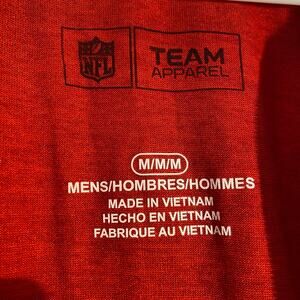 NFL
TEAM
APPAREL
M/M/M
MENS/HOMBRES/HOMMES
MADE IN VIETNAM
HECHO EN VIETNAM
FABRIQUE AU VIETNAM